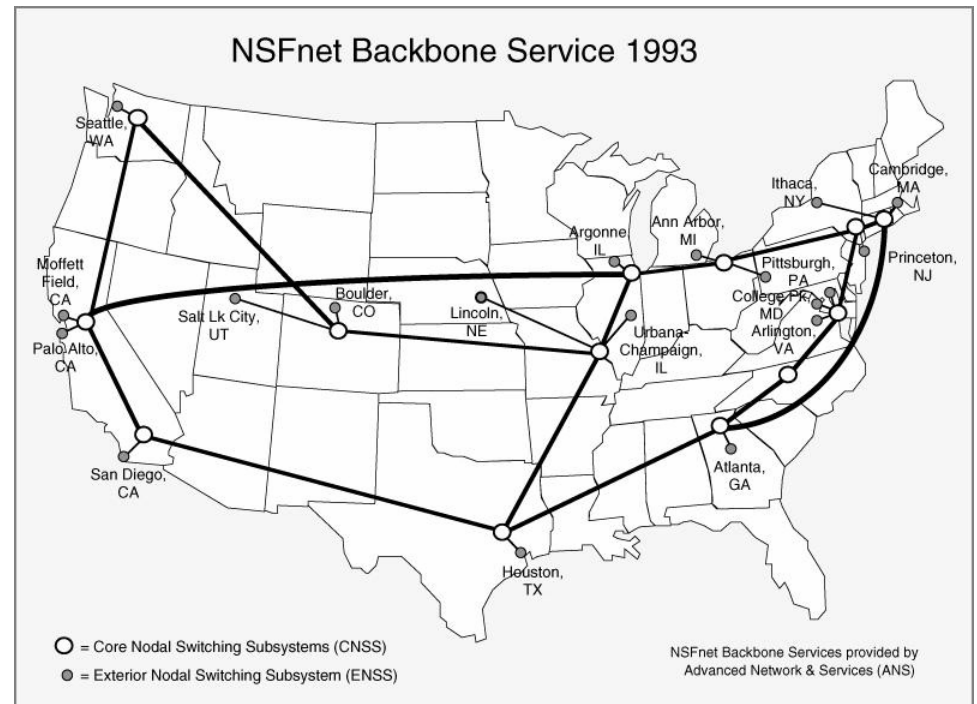 NSFnet Backbone Service 1993
Seattle,
WA
Ithaca,
NY
Cambridge,
MA
Argonne,
IL
Ann Arbor,
MI
Moffett
Field,
CA
Princeton,
NJ
Pittsburgh,
PA
Salt Lk City,
UT
Boulder,
CO
Lincoln,
NE
Urbana-
Champaign,
IL
College Pk,
MD
Arlington,
VA
Palo Alto,
CA
San Diego,
CA
Atlanta,
GA
Houston,
TX
= Core Nodal Switching Subsystems (CNSS)
= Exterior Nodal Switching Subsystem (ENSS)
NSFnet Backbone Services provided by
Advanced Network & Services (ANS)